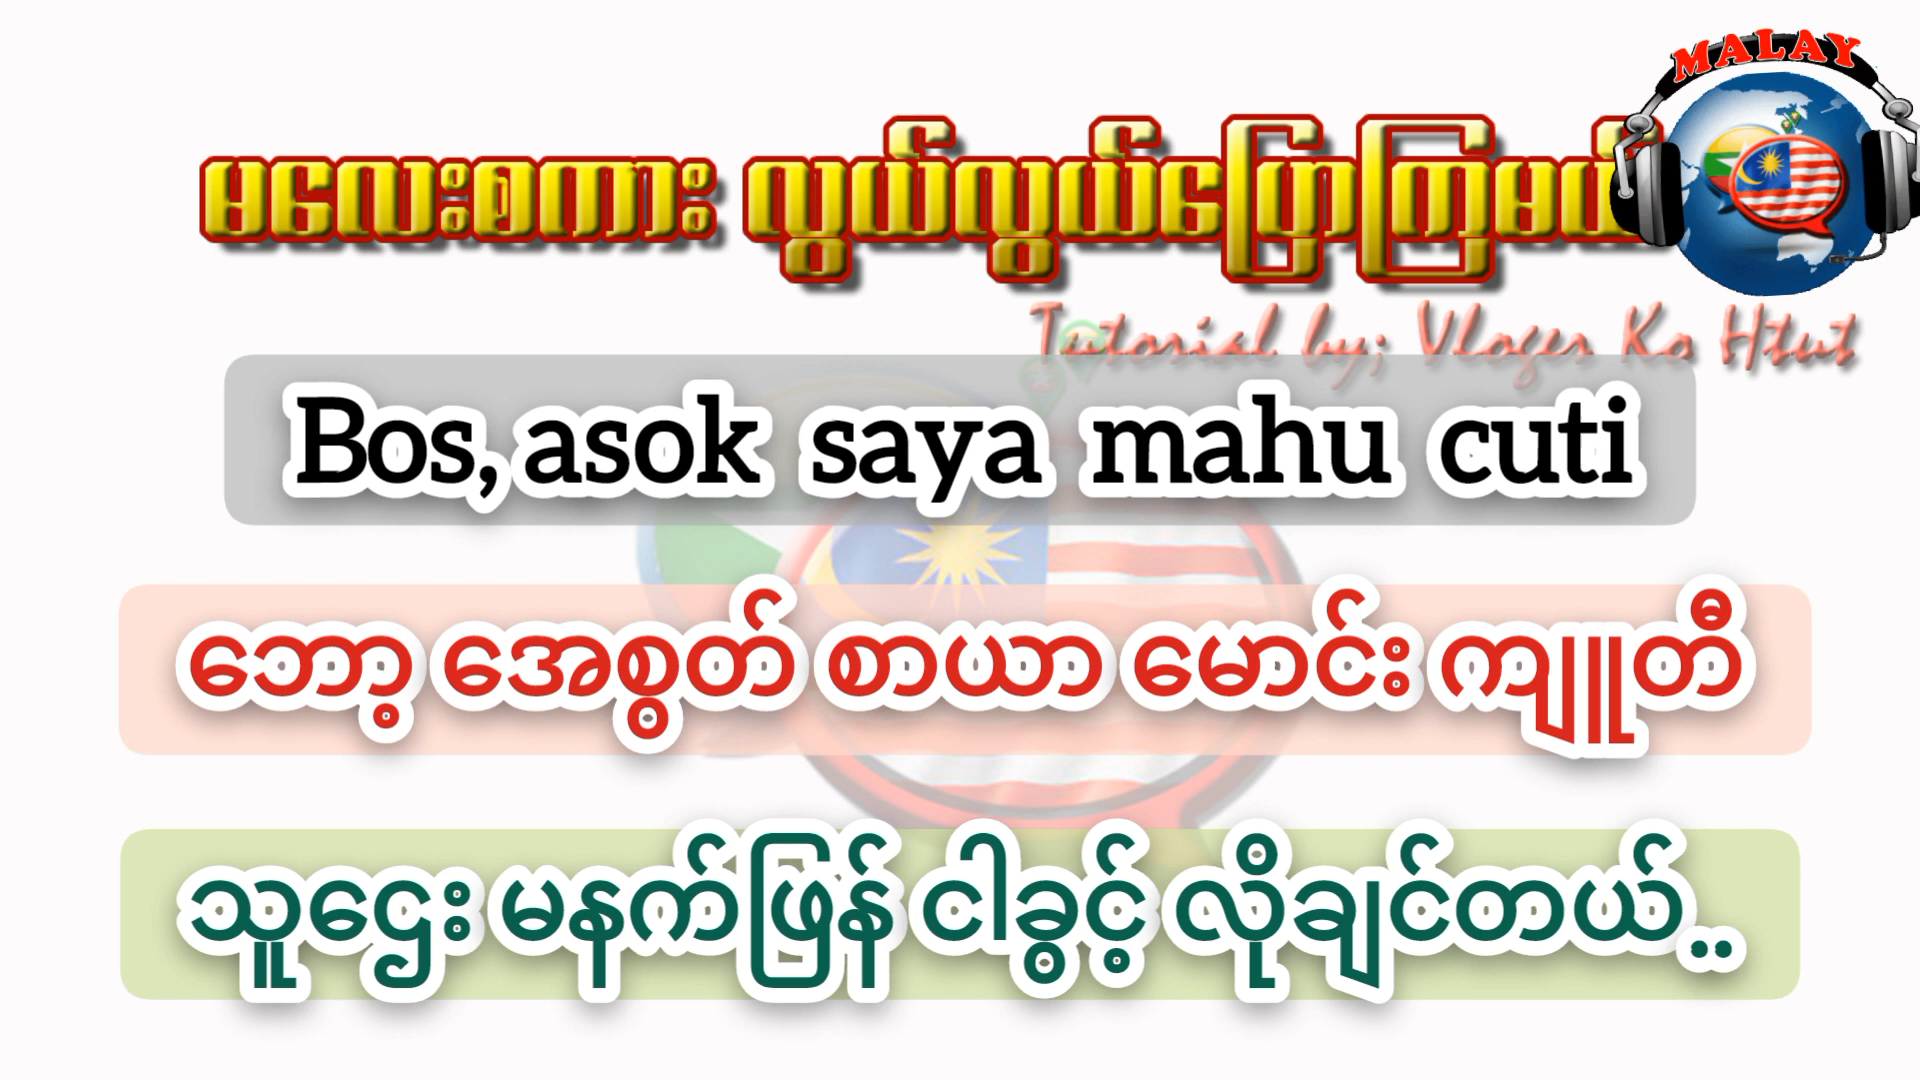 MALAY
မလေးစကား လွယ်လွယ်ပြောကြမယ်
Tutorial by; Vloger Ko Htut
Bos, asok saya mahu cuti
ဘော့ အေစွတ် စာယာ မောင်း ကျူတီ
သူဌေး မနက်ဖြန် ငါခွင့် လိုချင်တယ်..